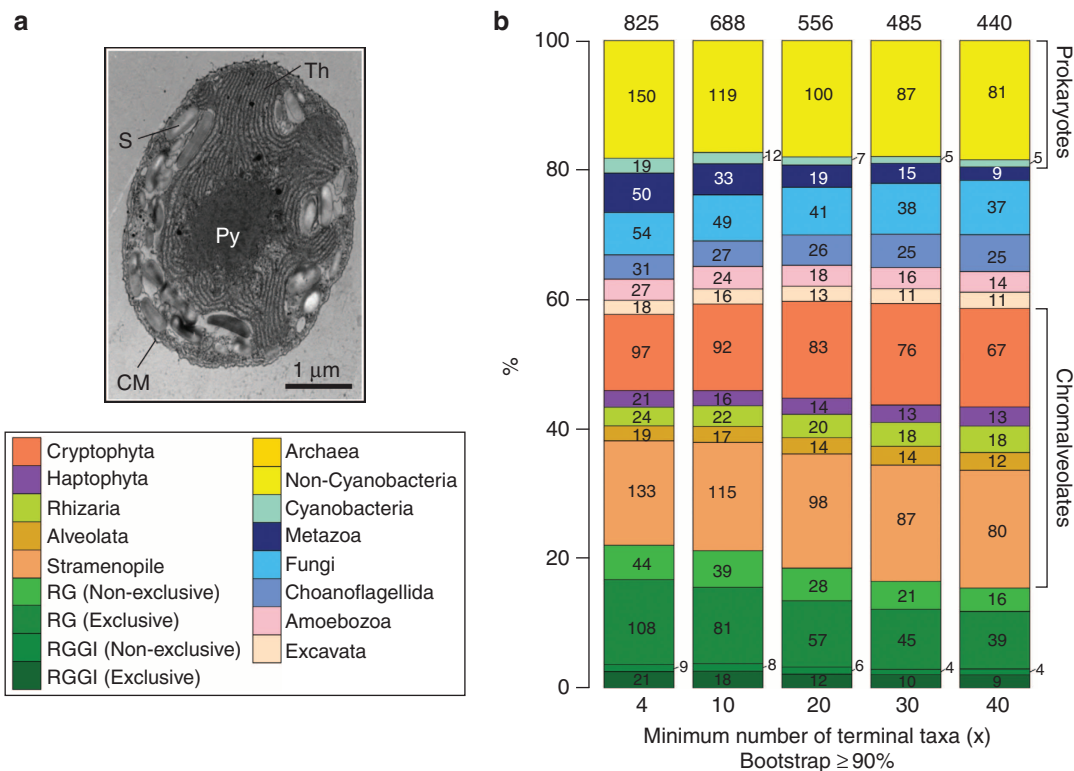 a
Th
S
Py
CM
1 μm
Cryptophyta
Haptophyta
Rhizaria
Alveolata
Stramenopile
RG (Non-exclusive)
RG (Exclusive)
RGGI (Non-exclusive)
RGGI (Exclusive)
Archaea
Non-Cyanobacteria
Cyanobacteria
Metazoa
Fungi
Choanoflagellida
Amoebozoa
Excavata
b
825 688 556 485 440
100
80
60
40
20
0
%
150 119 100 87 81
19 12 7 5 5
50 33 19 15 9
54 49 41 38 37
31 27 26 25 25
27 24 18 16 14
18 16 13 11 11
97 92 83 76 67
21 16 14 13 13
24 22 20 18 18
19 17 14 14 12
133 115 98 87 80
44 39 28 21 16
108 81 57 45 39
9 8 6 4 4
21 18 12 10 9
4 10 20 30 40
Minimum number of terminal taxa (x)
Bootstrap ≥ 90%
Prokaryotes
Chromalveolates